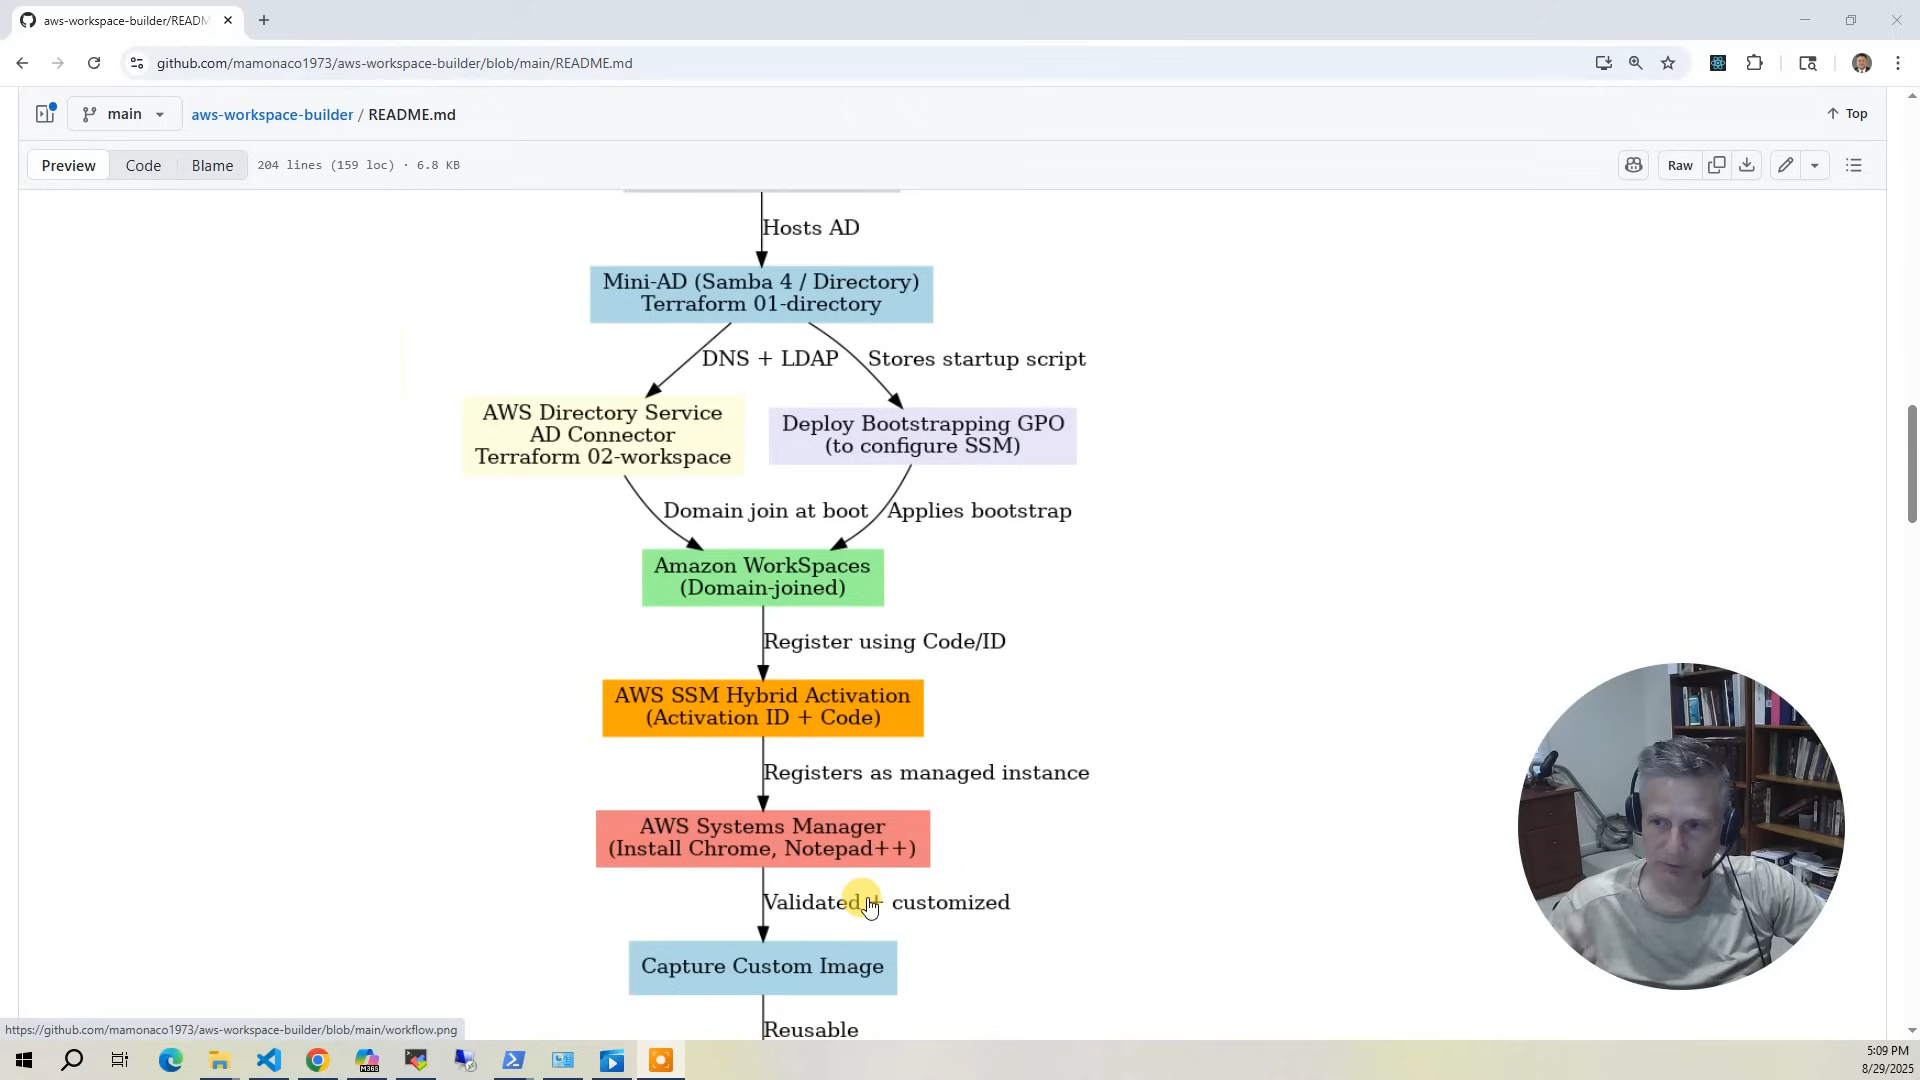 aws-workspace-builder/READM
github.com/mamonaco1973/aws-workspace-builder/blob/main/README.md
main
aws-workspace-builder / README.md
Top
Preview
Code
Blame
204 lines (159 loc) · 6.8 KB
Raw
Hosts AD
Mini-AD (Samba 4 / Directory)
Terraform 01-directory
DNS + LDAP
Stores startup script
AWS Directory Service
AD Connector
Terraform 02-workspace
Deploy Bootstrapping GPO
(to configure SSM)
Domain join at boot
Applies bootstrap
Amazon WorkSpaces
(Domain-joined)
Register using Code/ID
AWS SSM Hybrid Activation
(Activation ID + Code)
Registers as managed instance
AWS Systems Manager
(Install Chrome, Notepad++)
Validated + customized
Capture Custom Image
Reusable
https://github.com/mamonaco1973/aws-workspace-builder/blob/main/workflow.png
M365
5:09 PM
8/29/2025